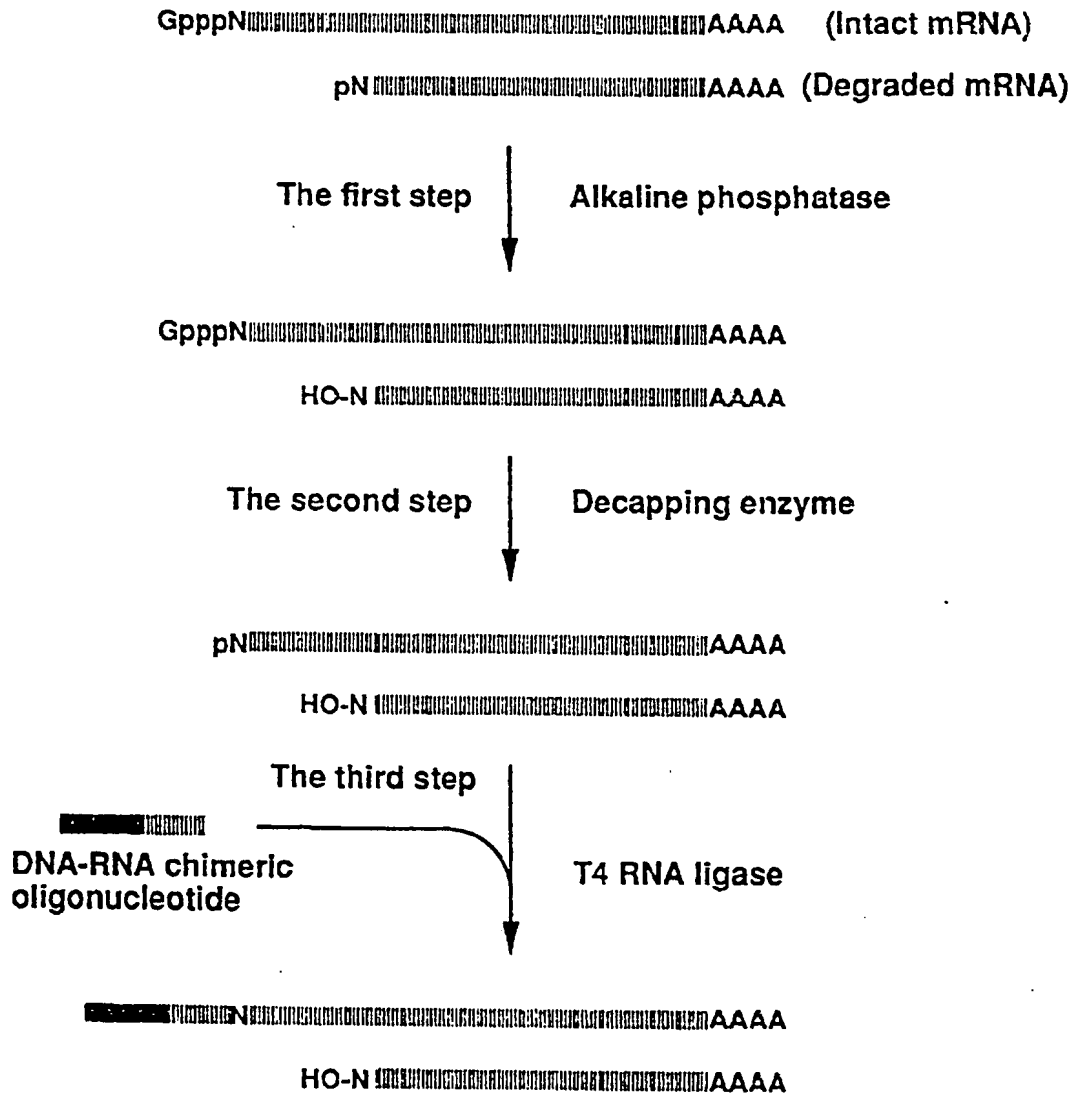 GpppN AAAA (Intact mRNA)
pN AAAA (Degraded mRNA)
The first step Alkaline phosphatase
GpppN AAAA
HO-N AAAA
The second step Decapping enzyme
pN AAAA
HO-N AAAA
The third step
DNA-RNA chimeric
oligonucleotide
T4 RNA ligase
N AAAA
HO-N AAAA